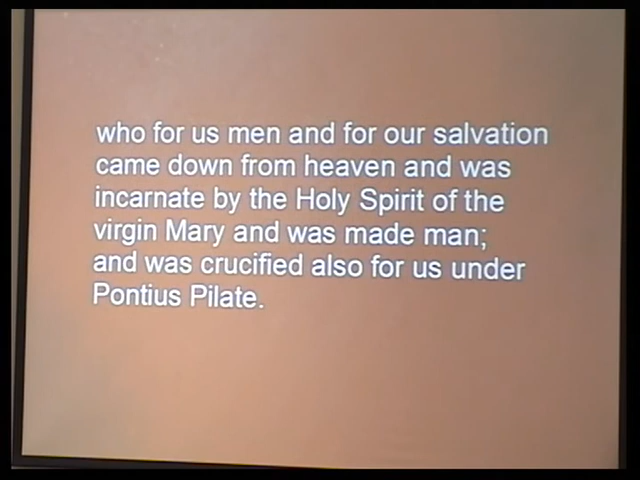 who for us men and for our salvation
came down from heaven and was
incarnate by the Holy Spirit of the
virgin Mary and was made man;
and was crucified also for us under
Pontius Pilate.